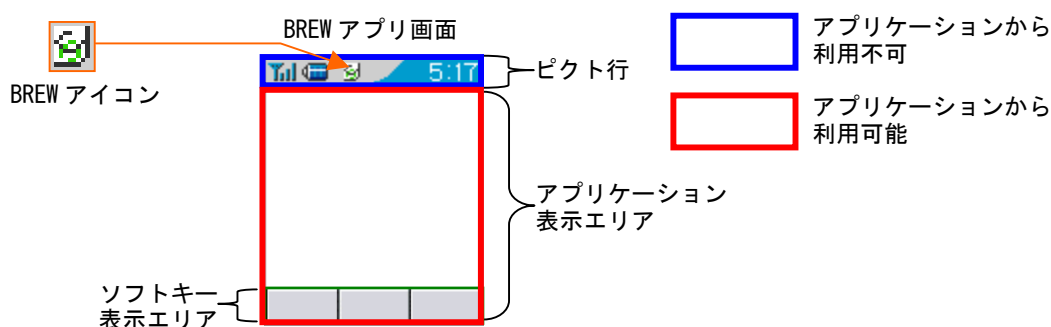 BREW アプリ画面
BREW アイコン
5:17
ピクト行
アプリケーションから
利用不可
アプリケーションから
利用可能
アプリケーション
表示エリア
ソフトキー
表示エリア